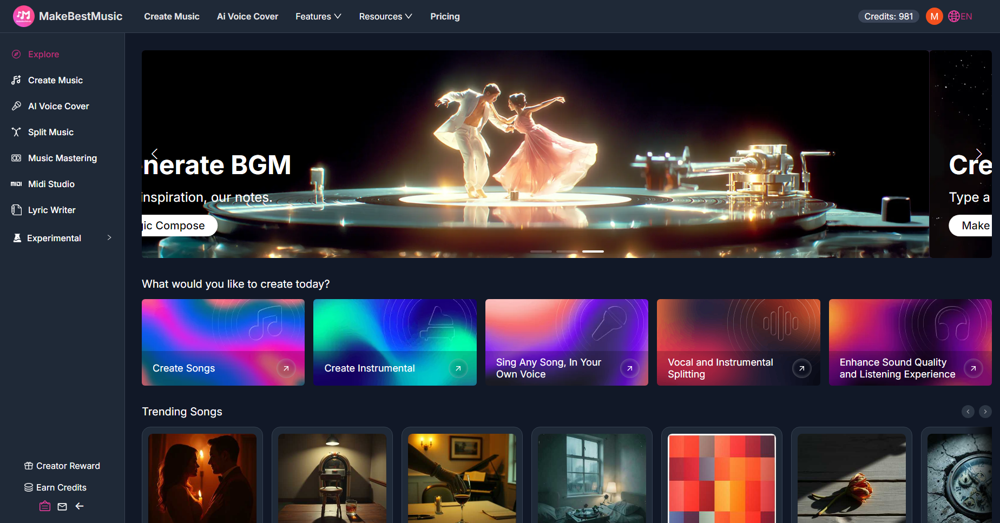 MakeBestMusic
Create Music
Ai Voice Cover
Features
Resources
Pricing
Credits: 981
M
EN
Explore
Create Music
AI Voice Cover
Split Music
Music Mastering
Midi Studio
Lyric Writer
Experimental
Creator Reward
Earn Credits
nerate BGM
inspiration, our notes.
gic Compose
Cre
Type a
Make
What would you like to create today?
Create Songs
Create Instrumental
Sing Any Song, In Your
Own Voice
Vocal and Instrumental
Splitting
Enhance Sound Quality
and Listening Experience
Trending Songs